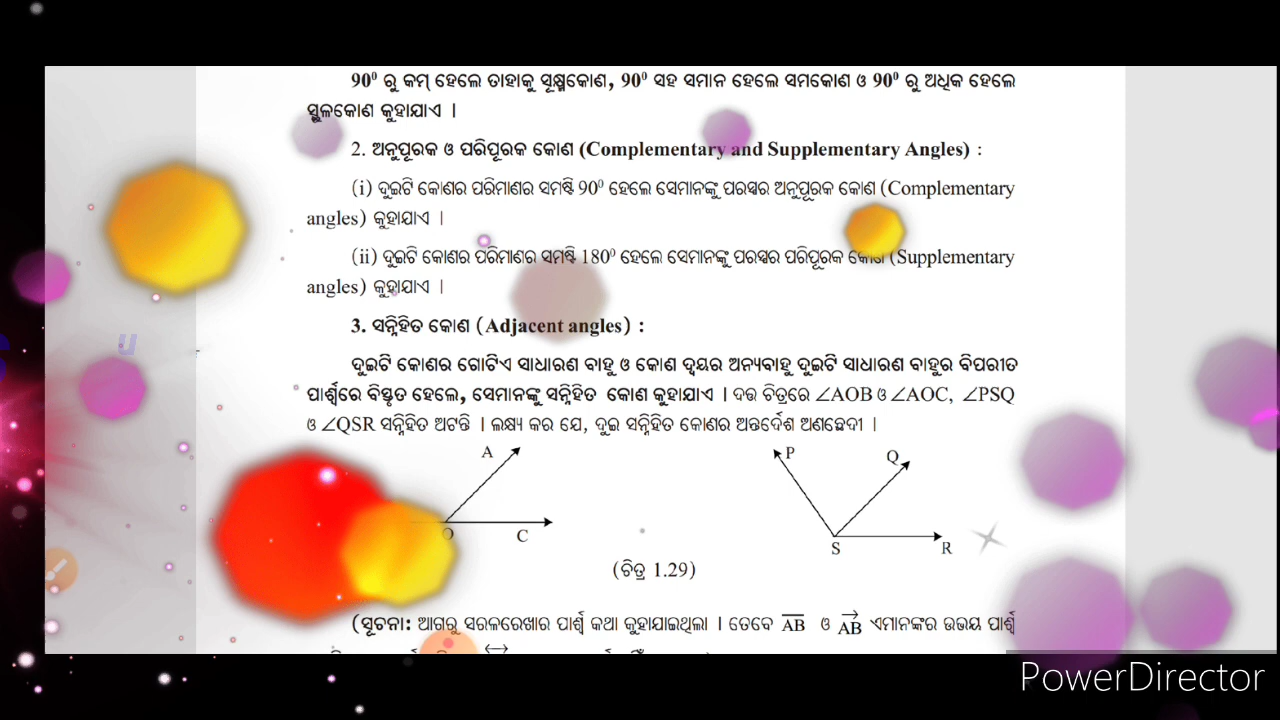 90⁰ ରୁ କମ୍ ହେଲେ ତାହାକୁ ସୂକ୍ଷ୍ମକୋଣ, 90⁰ ସହ ସମାନ ହେଲେ ସମକୋଣ ଓ 90⁰ ରୁ ଅଧିକ ହେଲେ
ସ୍ଥୁଳକୋଣ କୁହାଯାଏ ।
2. ଅନୁପୂରକ ଓ ପରିପୂରକ କୋଣ (Complementary and Supplementary Angles) :
(i) ଦୁଇଟି କୋଣର ପରିମାଣର ସମଷ୍ଟି 90⁰ ହେଲେ ସେମାନଙ୍କୁ ପରସ୍ପର ଅନୁପୂରକ କୋଣ (Complementary
angles) କୁହାଯାଏ ।
(ii) ଦୁଇଟି କୋଣର ପରିମାଣର ସମଷ୍ଟି 180⁰ ହେଲେ ସେମାନଙ୍କୁ ପରସ୍ପର ପରିପୂରକ କୋଣ (Supplementary
angles) କୁହାଯାଏ ।
3. ସନ୍ନିହିତ କୋଣ (Adjacent angles) :
ଦୁଇଟି କୋଣର ଗୋଟିଏ ସାଧାରଣ ବାହୁ ଓ କୋଣ ଦ୍ୱୟର ଅନ୍ୟବାହୁ ଦୁଇଟି ସାଧାରଣ ବାହୁର ବିପରୀତ
ପାର୍ଶ୍ୱରେ ବିସ୍ତୃତ ହେଲେ, ସେମାନଙ୍କୁ ସନ୍ନିହିତ କୋଣ କୁହାଯାଏ । ଦତ୍ତ ଚିତ୍ରରେ ∠AOB ଓ ∠AOC, ∠PSQ
ଓ ∠QSR ସନ୍ନିହିତ ଅଟନ୍ତି । ଲକ୍ଷ୍ୟ କର ଯେ, ଦୁଇ ସନ୍ନିହିତ କୋଣର ଅନ୍ତର୍ଦେଶ ଅଣଛେଦୀ ।
A P Q
O C S R
(ଚିତ୍ର 1.29)
(ସୂଚନା: ଆଗରୁ ସରଳରେଖାର ପାର୍ଶ୍ୱ କଥା କୁହାଯାଇଥିଲା । ତେବେ A̅B̅ ଓ A⃗B⃗ ଏମାନଙ୍କର ଉଭୟ ପାର୍ଶ୍ୱ
PowerDirector